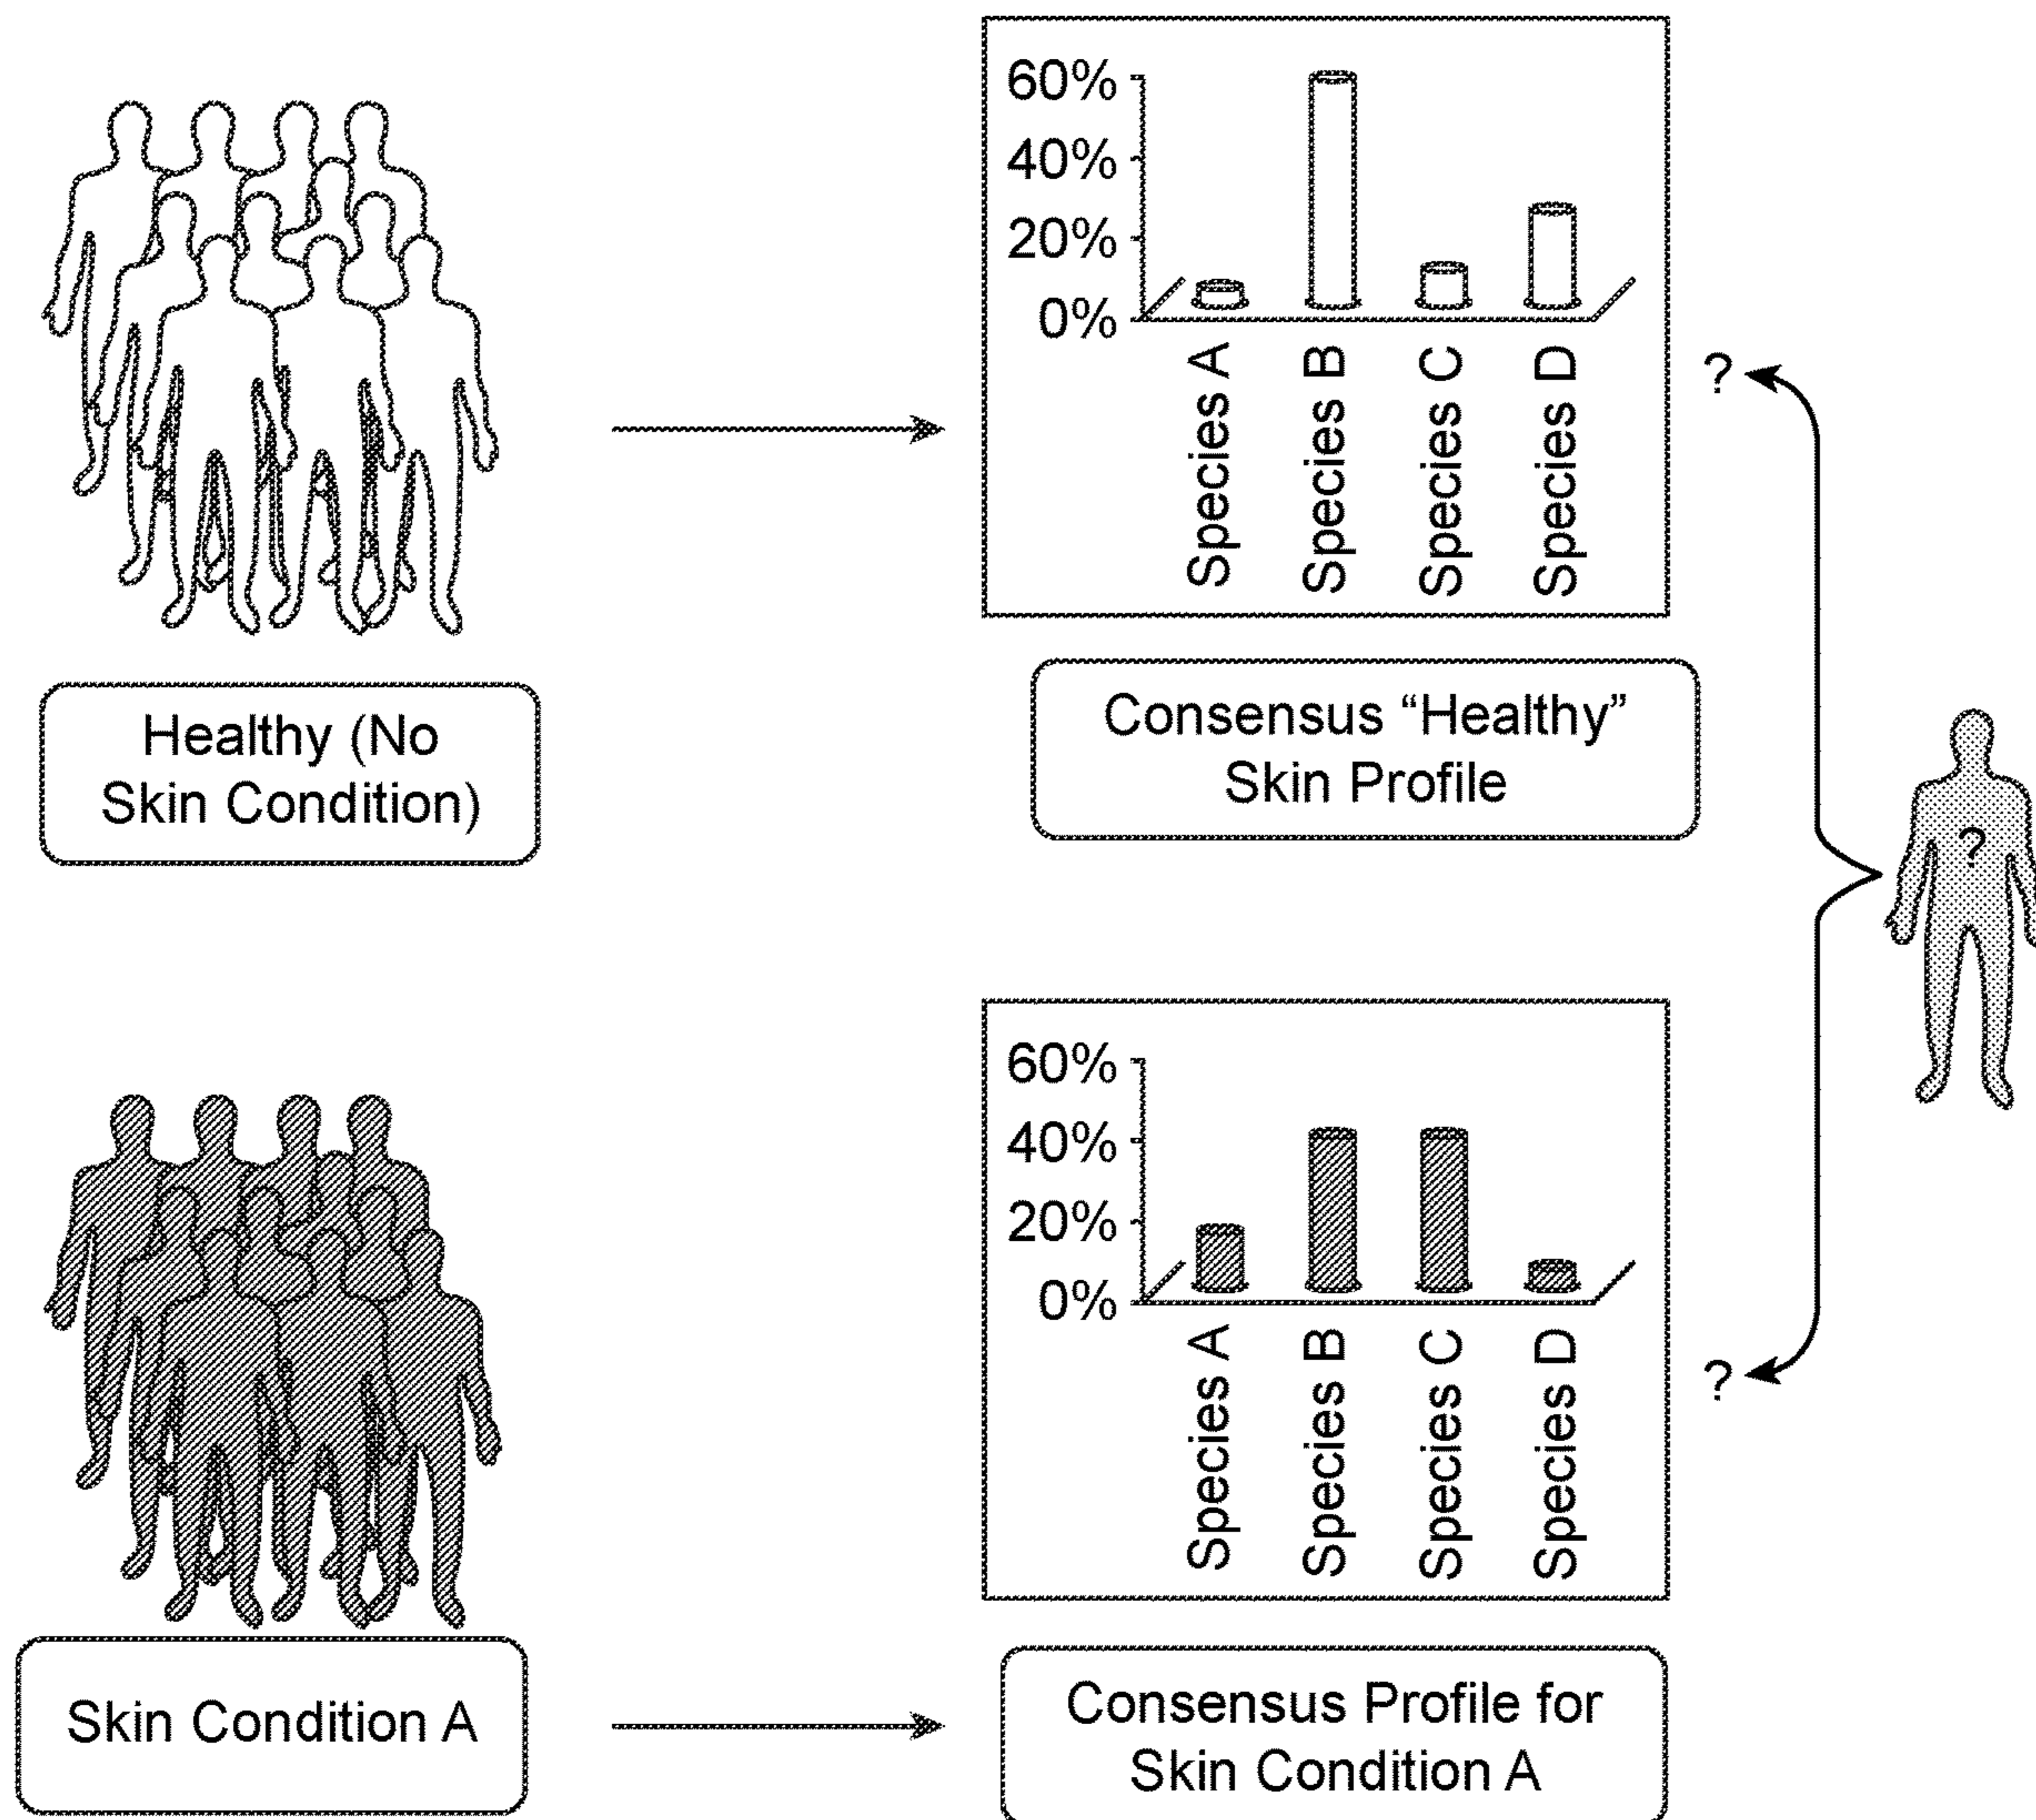 60%
40%
20%
0%
Species A
Species B
Species C
Species D
Healthy (No
Skin Condition)
Consensus “Healthy”
Skin Profile
?
?
60%
40%
20%
0%
Species A
Species B
Species C
Species D
?
Skin Condition A
Consensus Profile for
Skin Condition A